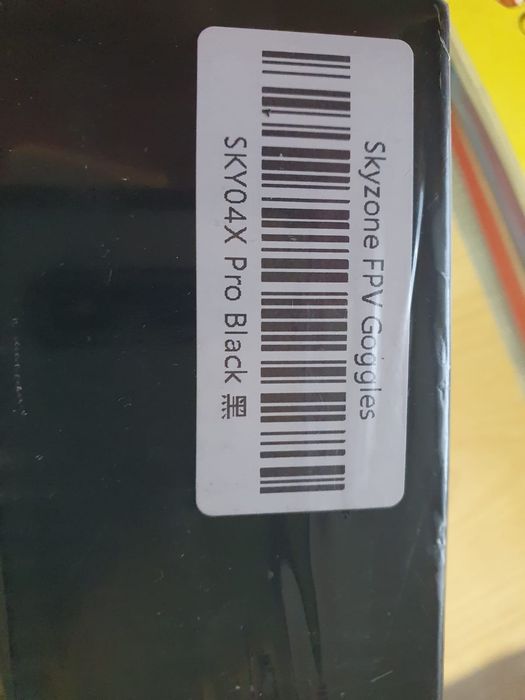 Skyzone FPV Goggles
SKY04X Pro Black 黑